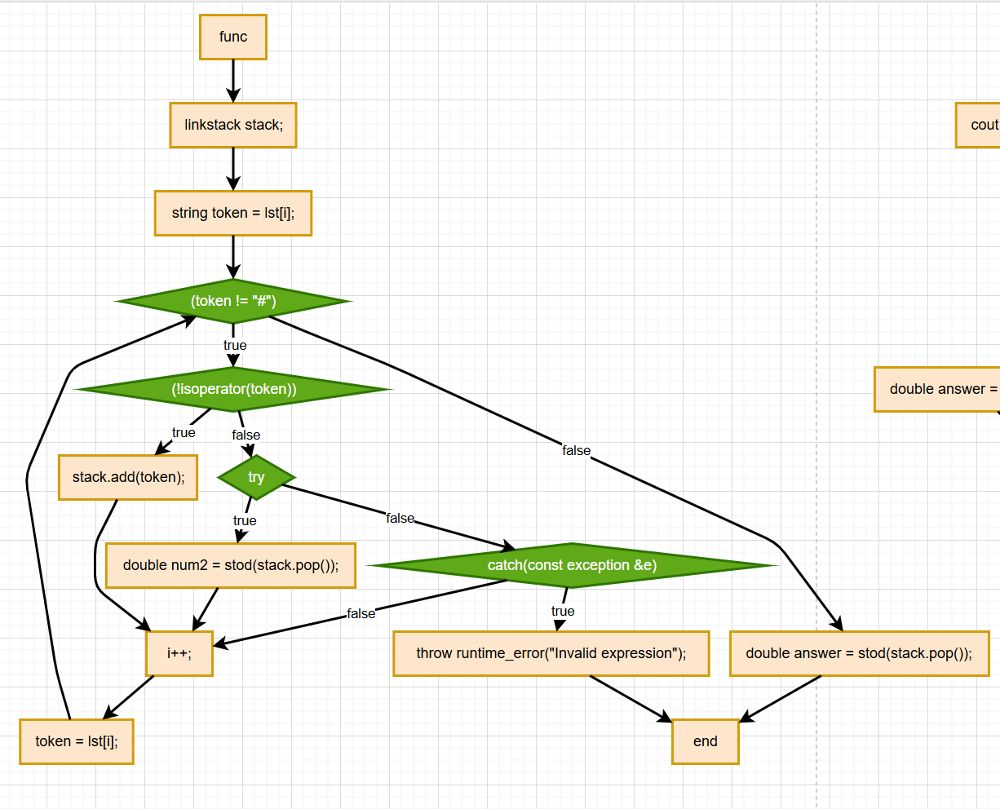 func
linkstack stack;
cout
string token = lst[i];
(token != "#")
true
(!isoperator(token))
double answer =
true
false
false
stack.add(token);
try
true
false
double num2 = stod(stack.pop());
catch(const exception &e)
false
true
i++;
throw runtime_error("Invalid expression");
double answer = stod(stack.pop());
token = lst[i];
end